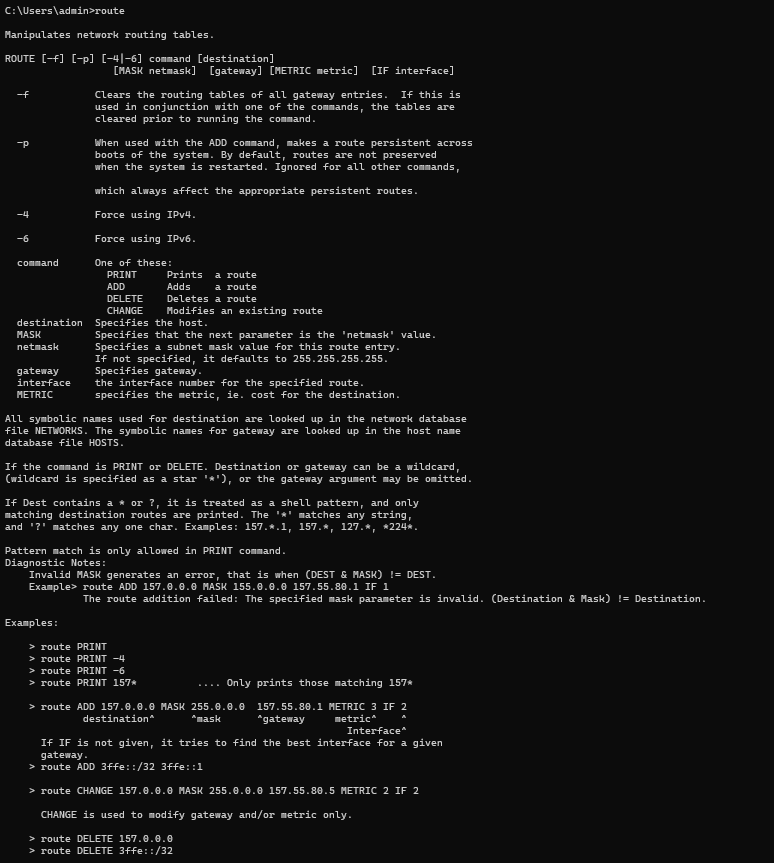 C:\Users\admin>route

Manipulates network routing tables.

ROUTE [-f] [-p] [-4|-6] command [destination]
                  [MASK netmask]  [gateway] [METRIC metric]  [IF interface]

  -f           Clears the routing tables of all gateway entries.  If this is
               used in conjunction with one of the commands, the tables are
               cleared prior to running the command.

  -p           When used with the ADD command, makes a route persistent across
               boots of the system. By default, routes are not preserved
               when the system is restarted. Ignored for all other commands,

               which always affect the appropriate persistent routes.

  -4           Force using IPv4.

  -6           Force using IPv6.

  command      One of these:
                 PRINT     Prints  a route
                 ADD       Adds    a route
                 DELETE    Deletes a route
                 CHANGE    Modifies an existing route
  destination  Specifies the host.
  MASK         Specifies that the next parameter is the 'netmask' value.
  netmask      Specifies a subnet mask value for this route entry.
               If not specified, it defaults to 255.255.255.255.
  gateway      Specifies gateway.
  interface    the interface number for the specified route.
  METRIC       specifies the metric, ie. cost for the destination.

All symbolic names used for destination are looked up in the network database
file NETWORKS. The symbolic names for gateway are looked up in the host name
database file HOSTS.

If the command is PRINT or DELETE. Destination or gateway can be a wildcard,
(wildcard is specified as a star '*'), or the gateway argument may be omitted.

If Dest contains a * or ?, it is treated as a shell pattern, and only
matching destination routes are printed. The '*' matches any string,
and '?' matches any one char. Examples: 157.*.1, 157.*, 127.*, *224*.

Pattern match is only allowed in PRINT command.
Diagnostic Notes:
    Invalid MASK generates an error, that is when (DEST & MASK) != DEST.
    Example> route ADD 157.0.0.0 MASK 155.0.0.0 157.55.80.1 IF 1
             The route addition failed: The specified mask parameter is invalid. (Destination & Mask) != Destination.

Examples:

    > route PRINT
    > route PRINT -4
    > route PRINT -6
    > route PRINT 157*          .... Only prints those matching 157*

    > route ADD 157.0.0.0 MASK 255.0.0.0  157.55.80.1 METRIC 3 IF 2
             destination^      ^mask      ^gateway     metric^    ^
                                                         Interface^
      If IF is not given, it tries to find the best interface for a given
      gateway.
    > route ADD 3ffe::/32 3ffe::1

    > route CHANGE 157.0.0.0 MASK 255.0.0.0 157.55.80.5 METRIC 2 IF 2

      CHANGE is used to modify gateway and/or metric only.

    > route DELETE 157.0.0.0
    > route DELETE 3ffe::/32